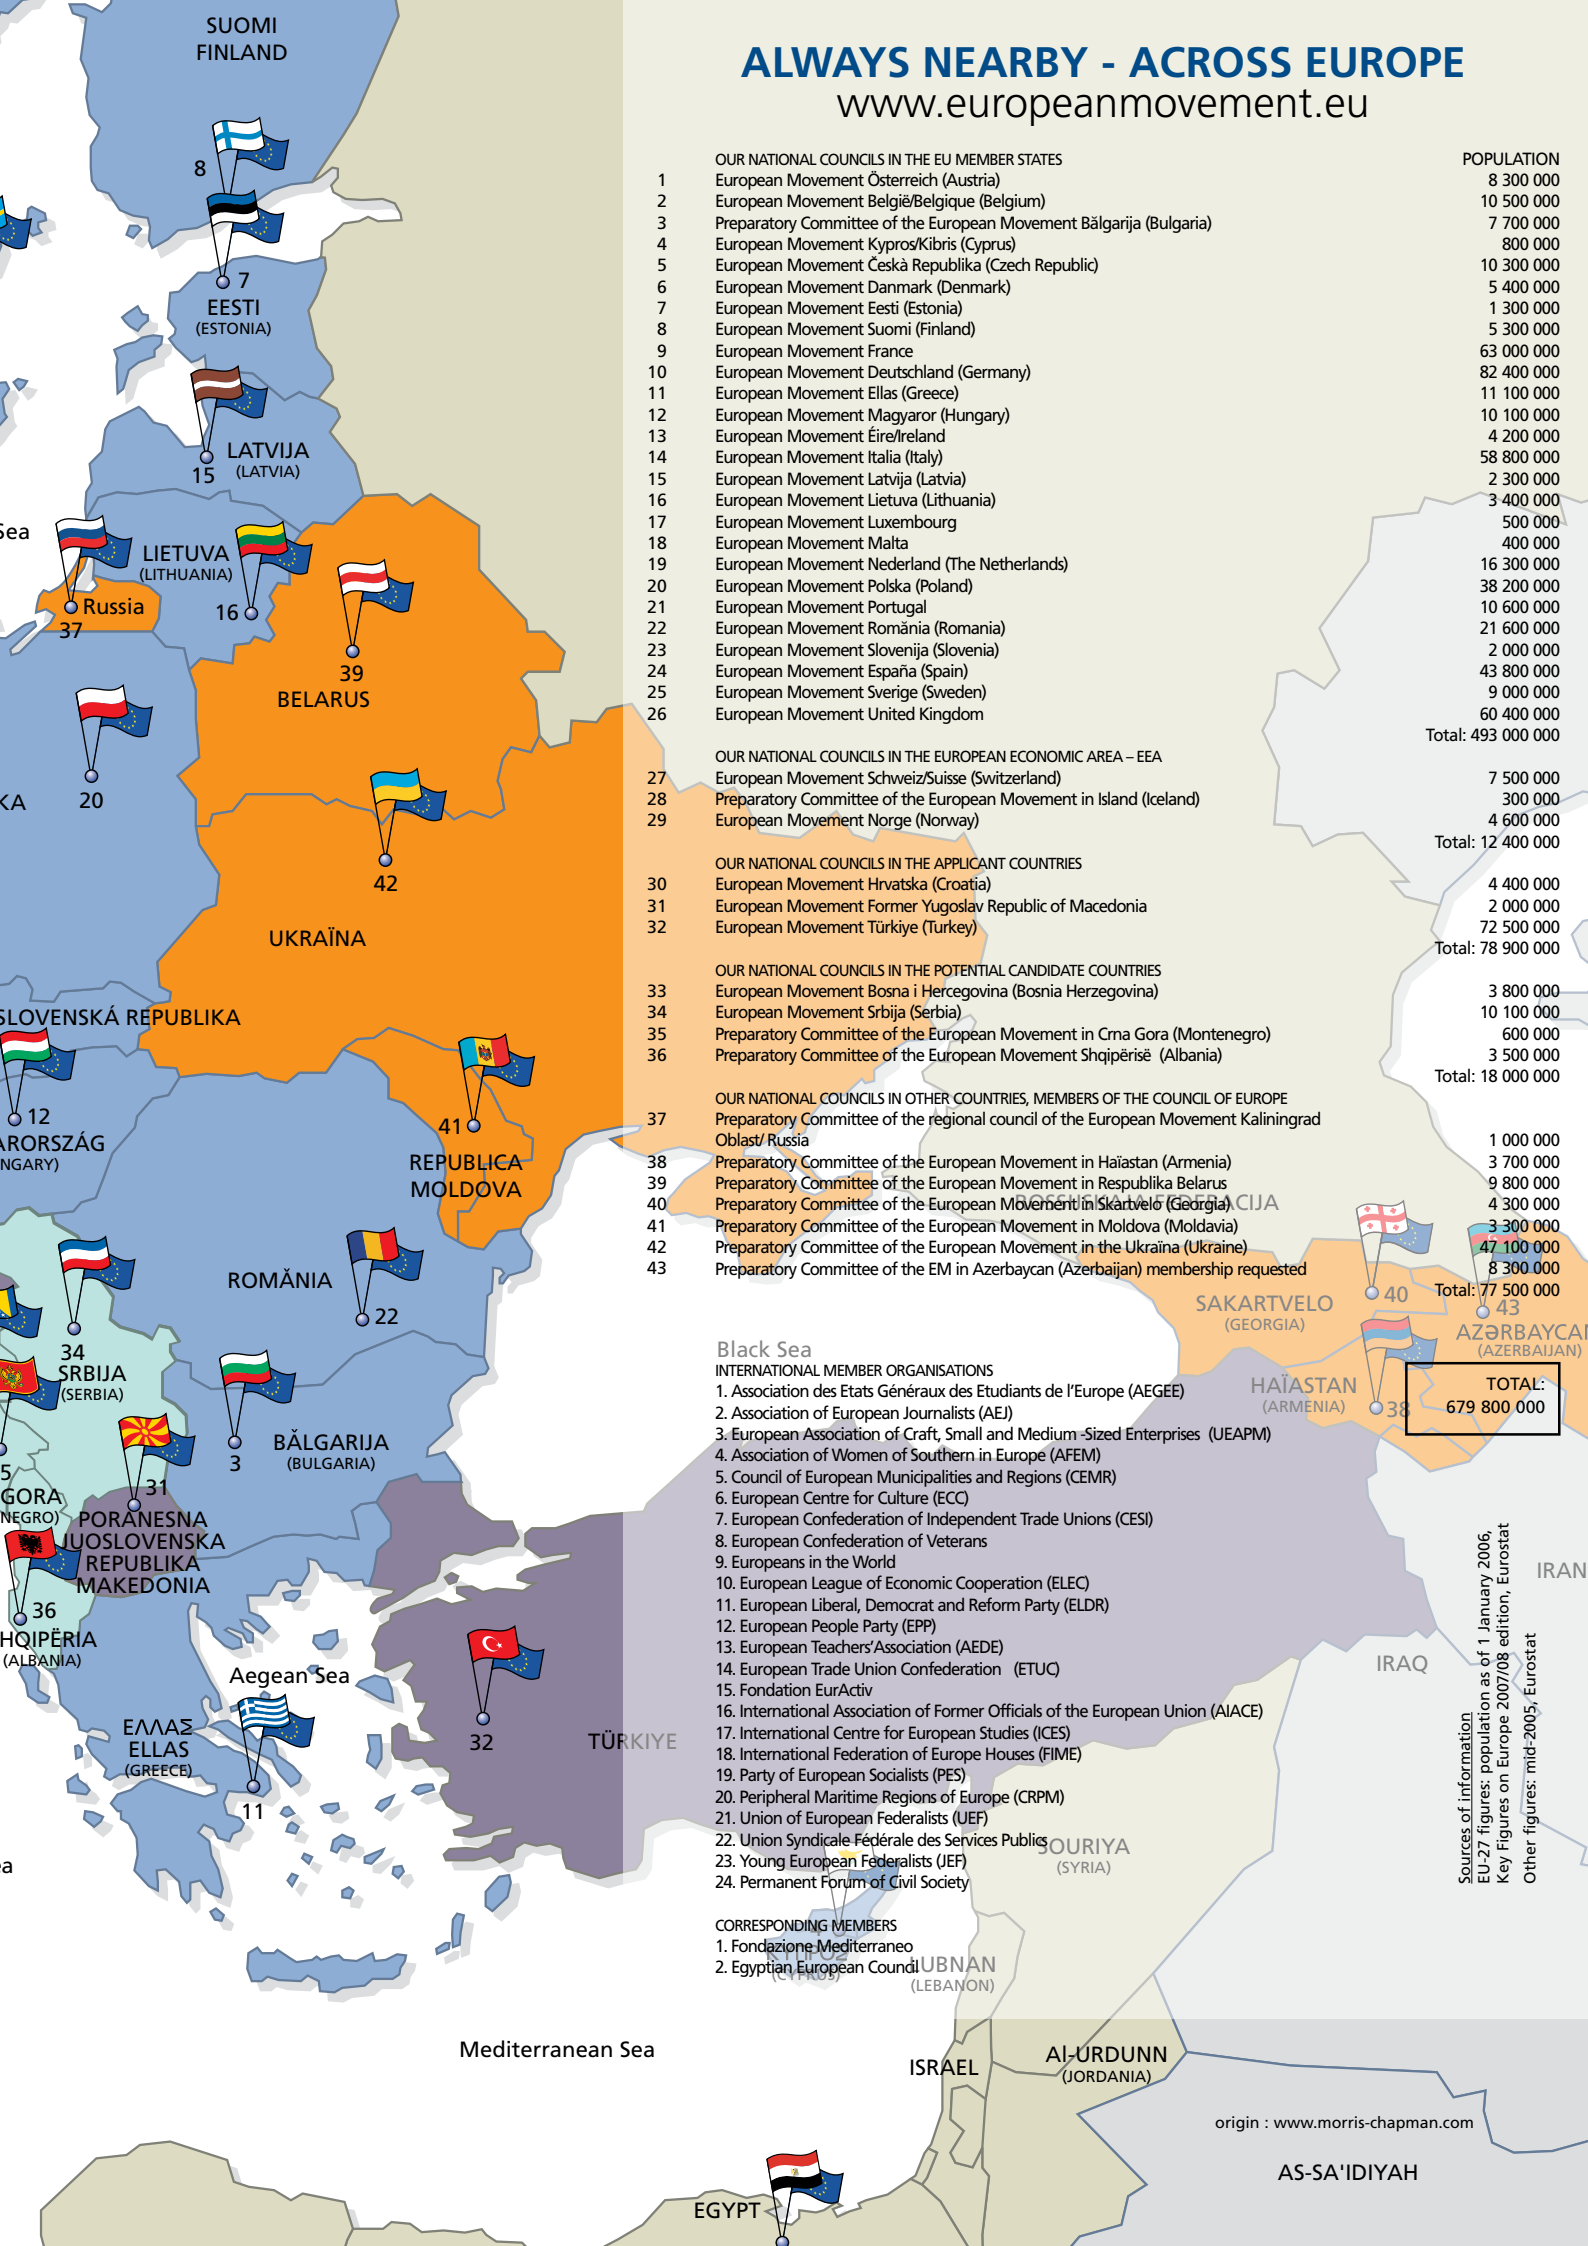 ALWAYS NEARBY - ACROSS EUROPE
www.europeanmovement.eu
OUR NATIONAL COUNCILS IN THE EU MEMBER STATES POPULATION
1 European Movement Österreich (Austria) 8 300 000
2 European Movement België/Belgique (Belgium) 10 500 000
3 Preparatory Committee of the European Movement Bălgarija (Bulgaria) 7 700 000
4 European Movement Kypros/Kibris (Cyprus) 800 000
5 European Movement Českà Republika (Czech Republic) 10 300 000
6 European Movement Danmark (Denmark) 5 400 000
7 European Movement Eesti (Estonia) 1 300 000
8 European Movement Suomi (Finland) 5 300 000
9 European Movement France 63 000 000
10 European Movement Deutschland (Germany) 82 400 000
11 European Movement Ellas (Greece) 11 100 000
12 European Movement Magyaror (Hungary) 10 100 000
13 European Movement Éire/Ireland 4 200 000
14 European Movement Italia (Italy) 58 800 000
15 European Movement Latvija (Latvia) 2 300 000
16 European Movement Lietuva (Lithuania) 3 400 000
17 European Movement Luxembourg 500 000
18 European Movement Malta 400 000
19 European Movement Nederland (The Netherlands) 16 300 000
20 European Movement Polska (Poland) 38 200 000
21 European Movement Portugal 10 600 000
22 European Movement Romănia (Romania) 21 600 000
23 European Movement Slovenija (Slovenia) 2 000 000
24 European Movement España (Spain) 43 800 000
25 European Movement Sverige (Sweden) 9 000 000
26 European Movement United Kingdom 60 400 000
Total: 493 000 000
OUR NATIONAL COUNCILS IN THE EUROPEAN ECONOMIC AREA – EEA
27 European Movement Schweiz/Suisse (Switzerland) 7 500 000
28 Preparatory Committee of the European Movement in Island (Iceland) 300 000
29 European Movement Norge (Norway) 4 600 000
Total: 12 400 000
OUR NATIONAL COUNCILS IN THE APPLICANT COUNTRIES
30 European Movement Hrvatska (Croatia) 4 400 000
31 European Movement Former Yugoslav Republic of Macedonia 2 000 000
32 European Movement Türkiye (Turkey) 72 500 000
Total: 78 900 000
OUR NATIONAL COUNCILS IN THE POTENTIAL CANDIDATE COUNTRIES
33 European Movement Bosna i Hercegovina (Bosnia Herzegovina) 3 800 000
34 European Movement Srbija (Serbia) 10 100 000
35 Preparatory Committee of the European Movement in Crna Gora (Montenegro) 600 000
36 Preparatory Committee of the European Movement Shqipërisë (Albania) 3 500 000
Total: 18 000 000
OUR NATIONAL COUNCILS IN OTHER COUNTRIES, MEMBERS OF THE COUNCIL OF EUROPE
37 Preparatory Committee of the regional council of the European Movement Kaliningrad
Oblast/ Russia 1 000 000
38 Preparatory Committee of the European Movement in Haïastan (Armenia) 3 700 000
39 Preparatory Committee of the European Movement in Respublika Belarus 9 800 000
40 Preparatory Committee of the European Movement in Skartvelo (Georgia) 4 300 000
41 Preparatory Committee of the European Movement in Moldova (Moldavia) 3 300 000
42 Preparatory Committee of the European Movement in the Ukraïna (Ukraine) 47 100 000
43 Preparatory Committee of the EM in Azerbaycan (Azerbaijan) membership requested 8 300 000
Total: 77 500 000
TOTAL:
679 800 000
INTERNATIONAL MEMBER ORGANISATIONS
1. Association des Etats Généraux des Etudiants de l'Europe (AEGEE)
2. Association of European Journalists (AEJ)
3. European Association of Craft, Small and Medium -Sized Enterprises (UEAPM)
4. Association of Women of Southern in Europe (AFEM)
5. Council of European Municipalities and Regions (CEMR)
6. European Centre for Culture (ECC)
7. European Confederation of Independent Trade Unions (CESI)
8. European Confederation of Veterans
9. Europeans in the World
10. European League of Economic Cooperation (ELEC)
11. European Liberal, Democrat and Reform Party (ELDR)
12. European People Party (EPP)
13. European Teachers'Association (AEDE)
14. European Trade Union Confederation (ETUC)
15. Fondation EurActiv
16. International Association of Former Officials of the European Union (AIACE)
17. International Centre for European Studies (ICES)
18. International Federation of Europe Houses (FIME)
19. Party of European Socialists (PES)
20. Peripheral Maritime Regions of Europe (CRPM)
21. Union of European Federalists (UEF)
22. Union Syndicale Fédérale des Services Publics
23. Young European Federalists (JEF)
24. Permanent Forum of Civil Society
CORRESPONDING MEMBERS
1. Fondazione Mediterraneo
2. Egyptian European Council
Sources of information
EU-27 figures: population as of 1 January 2006,
Key Figures on Europe 2007/08 edition, Eurostat
Other figures: mid-2005, Eurostat
SUOMI
FINLAND
8
7
EESTI
(ESTONIA)
LATVIJA
(LATVIA)
15
Sea
LIETUVA
(LITHUANIA)
16
Russia
37
39
BELARUS
20
KA
42
UKRAÏNA
SLOVENSKÁ REPUBLIKA
12
ARORSZÁG
NGARY)
41
REPUBLICA
MOLDOVA
ROMĂNIA
22
34
SRBIJA
(SERBIA)
3
BĂLGARIJA
(BULGARIA)
5
GORA
NEGRO)
31
PORANESNA
JUOSLOVENSKA
REPUBLIKA
MAKEDONIA
36
HQIPËRIA
(ALBANIA)
Aegean Sea
ΕΛΛΑΣ
ELLAS
(GREECE)
11
32
TÜRKIYE
Black Sea
ROSSIJSKAJA FEDERACIJA
SAKARTVELO
(GEORGIA)
40
43
AZƏRBAYCAN
(AZERBAIJAN)
HAÏASTAN
(ARMENIA)
38
IRAN
IRAQ
SOURIYA
(SYRIA)
(CYPRUS)
LUBNAN
(LEBANON)
Mediterranean Sea
ISRAEL
Al-URDUNN
(JORDANIA)
origin : www.morris-chapman.com
AS-SA'IDIYAH
EGYPT